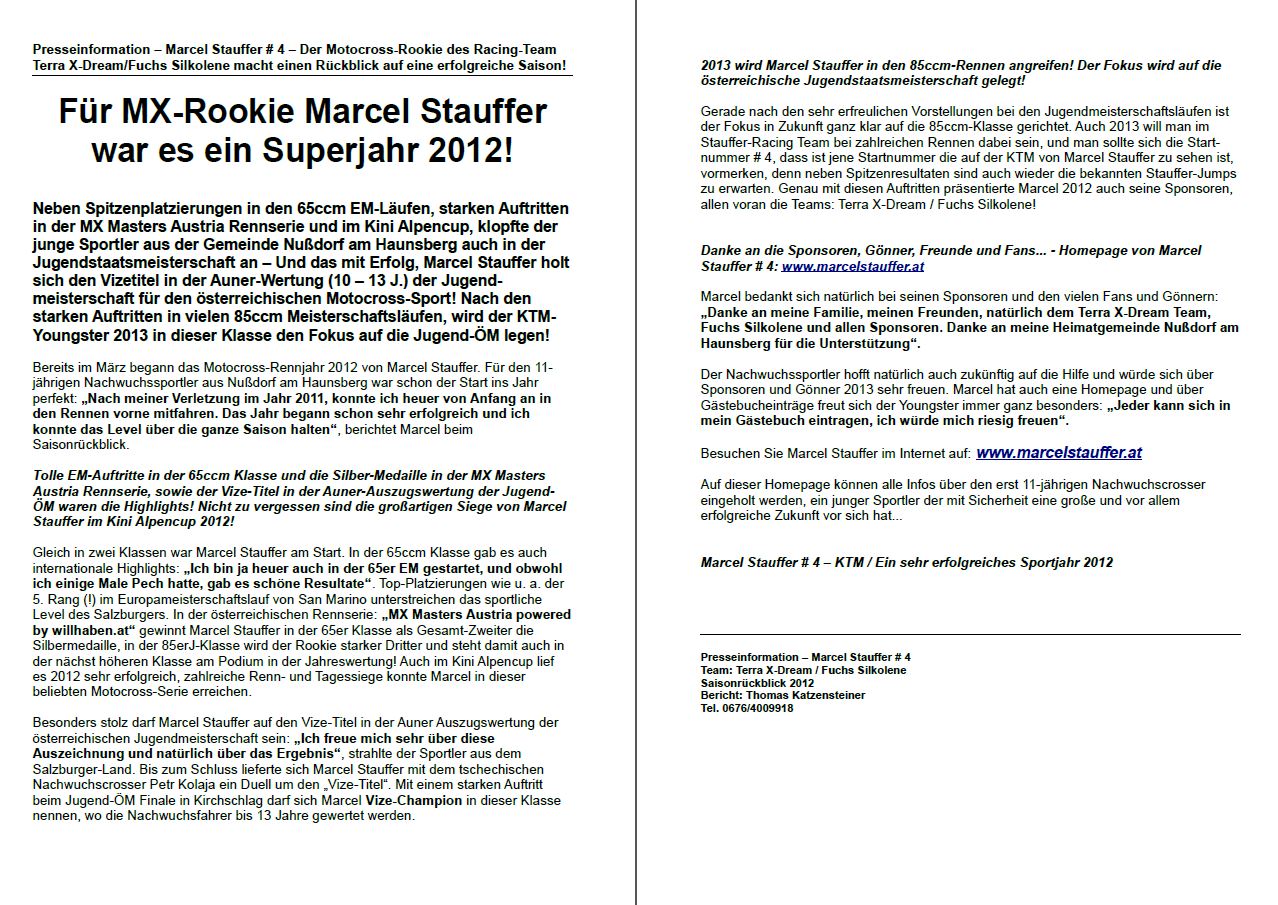 Presseinformation – Marcel Stauffer # 4 – Der Motocross-Rookie des Racing-Team
Terra X-Dream/Fuchs Silkolene macht einen Rückblick auf eine erfolgreiche Saison!
Für MX-Rookie Marcel Stauffer
war es ein Superjahr 2012!
Neben Spitzenplatzierungen in den 65ccm EM-Läufen, starken Auftritten
in der MX Masters Austria Rennserie und im Kini Alpencup, klopfte der
junge Sportler aus der Gemeinde Nußdorf am Haunsberg auch in der
Jugendstaatsmeisterschaft an – Und das mit Erfolg, Marcel Stauffer holt
sich den Vizetitel in der Auner-Wertung (10 – 13 J.) der Jugend-
meisterschaft für den österreichischen Motocross-Sport! Nach den
starken Auftritten in vielen 85ccm Meisterschaftsläufen, wird der KTM-
Youngster 2013 in dieser Klasse den Fokus auf die Jugend-ÖM legen!
Bereits im März begann das Motocross-Rennjahr 2012 von Marcel Stauffer. Für den 11-
jährigen Nachwuchssportler aus Nußdorf am Haunsberg war schon der Start ins Jahr
perfekt: „Nach meiner Verletzung im Jahr 2011, konnte ich heuer von Anfang an in
den Rennen vorne mitfahren. Das Jahr begann schon sehr erfolgreich und ich
konnte das Level über die ganze Saison halten“, berichtet Marcel beim
Saisonrückblick.
Tolle EM-Auftritte in der 65ccm Klasse und die Silber-Medaille in der MX Masters
Austria Rennserie, sowie der Vize-Titel in der Auner-Auszugswertung der Jugend-
ÖM waren die Highlights! Nicht zu vergessen sind die großartigen Siege von Marcel
Stauffer im Kini Alpencup 2012!
Gleich in zwei Klassen war Marcel Stauffer am Start. In der 65ccm Klasse gab es auch
internationale Highlights: „Ich bin ja heuer auch in der 65er EM gestartet, und obwohl
ich einige Male Pech hatte, gab es schöne Resultate“. Top-Platzierungen wie u. a. der
5. Rang (!) im Europameisterschaftslauf von San Marino unterstreichen das sportliche
Level des Salzburgers. In der österreichischen Rennserie: „MX Masters Austria powered
by willhaben.at“ gewinnt Marcel Stauffer in der 65er Klasse als Gesamt-Zweiter die
Silbermedaille, in der 85erJ-Klasse wird der Rookie starker Dritter und steht damit auch in
der nächst höheren Klasse am Podium in der Jahreswertung! Auch im Kini Alpencup lief
es 2012 sehr erfolgreich, zahlreiche Renn- und Tagessiege konnte Marcel in dieser
beliebten Motocross-Serie erreichen.
Besonders stolz darf Marcel Stauffer auf den Vize-Titel in der Auner Auszugswertung der
österreichischen Jugendmeisterschaft sein: „Ich freue mich sehr über diese
Auszeichnung und natürlich über das Ergebnis“, strahlte der Sportler aus dem
Salzburger-Land. Bis zum Schluss lieferte sich Marcel Stauffer mit dem tschechischen
Nachwuchscrosser Petr Kolaja ein Duell um den „Vize-Titel“. Mit einem starken Auftritt
beim Jugend-ÖM Finale in Kirchschlag darf sich Marcel Vize-Champion in dieser Klasse
nennen, wo die Nachwuchsfahrer bis 13 Jahre gewertet werden.
2013 wird Marcel Stauffer in den 85ccm-Rennen angreifen! Der Fokus wird auf die
österreichische Jugendstaatsmeisterschaft gelegt!
Gerade nach den sehr erfreulichen Vorstellungen bei den Jugendmeisterschaftsläufen ist
der Fokus in Zukunft ganz klar auf die 85ccm-Klasse gerichtet. Auch 2013 will man im
Stauffer-Racing Team bei zahlreichen Rennen dabei sein, und man sollte sich die Start-
nummer # 4, dass ist jene Startnummer die auf der KTM von Marcel Stauffer zu sehen ist,
vormerken, denn neben Spitzenresultaten sind auch wieder die bekannten Stauffer-Jumps
zu erwarten. Genau mit diesen Auftritten präsentierte Marcel 2012 auch seine Sponsoren,
allen voran die Teams: Terra X-Dream / Fuchs Silkolene!
Danke an die Sponsoren, Gönner, Freunde und Fans... - Homepage von Marcel
Stauffer # 4: www.marcelstauffer.at
Marcel bedankt sich natürlich bei seinen Sponsoren und den vielen Fans und Gönnern:
„Danke an meine Familie, meinen Freunden, natürlich dem Terra X-Dream Team,
Fuchs Silkolene und allen Sponsoren. Danke an meine Heimatgemeinde Nußdorf am
Haunsberg für die Unterstützung“.
Der Nachwuchssportler hofft natürlich auch zukünftig auf die Hilfe und würde sich über
Sponsoren und Gönner 2013 sehr freuen. Marcel hat auch eine Homepage und über
Gästebucheinträge freut sich der Youngster immer ganz besonders: „Jeder kann sich in
mein Gästebuch eintragen, ich würde mich riesig freuen“.
Besuchen Sie Marcel Stauffer im Internet auf: www.marcelstauffer.at
Auf dieser Homepage können alle Infos über den erst 11-jährigen Nachwuchscrosser
eingeholt werden, ein junger Sportler der mit Sicherheit eine große und vor allem
erfolgreiche Zukunft vor sich hat...
Marcel Stauffer # 4 – KTM / Ein sehr erfolgreiches Sportjahr 2012
Presseinformation – Marcel Stauffer # 4
Team: Terra X-Dream / Fuchs Silkolene
Saisonrückblick 2012
Bericht: Thomas Katzensteiner
Tel. 0676/4009918